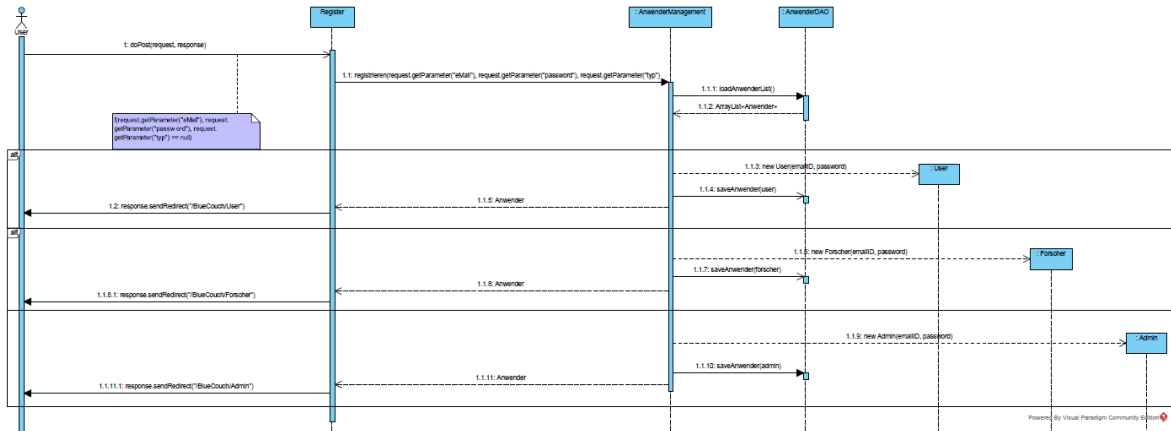 User
Register
: AnwenderManagement
: AnwenderDAO
1: doPost(request, response)
1.1: registrieren(request.getParameter("eMail"), request.getParameter("password"), request.getParameter("typ")
1.1.1: loadAnwenderList()
1.1.2: ArrayList<Anwender>
!(request.getParameter("eMail"), request.
getParameter("password"), request.
getParameter("typ") == null)
alt
1.1.3: new User(emailID, password)
: User
1.1.4: saveAnwender(user)
1.1.5: Anwender
1.2: response.sendRedirect("/BlueCouch/User")
alt
1.1.6: new Forscher(emailID, password)
: Forscher
1.1.7: saveAnwender(forscher)
1.1.8: Anwender
1.1.8.1: response.sendRedirect("/BlueCouch/Forscher")
1.1.9: new Admin(emailID, password)
: Admin
1.1.10: saveAnwender(admin)
1.1.11: Anwender
1.1.11.1: response.sendRedirect("/BlueCouch/Admin")
Powered By Visual Paradigm Community Edition